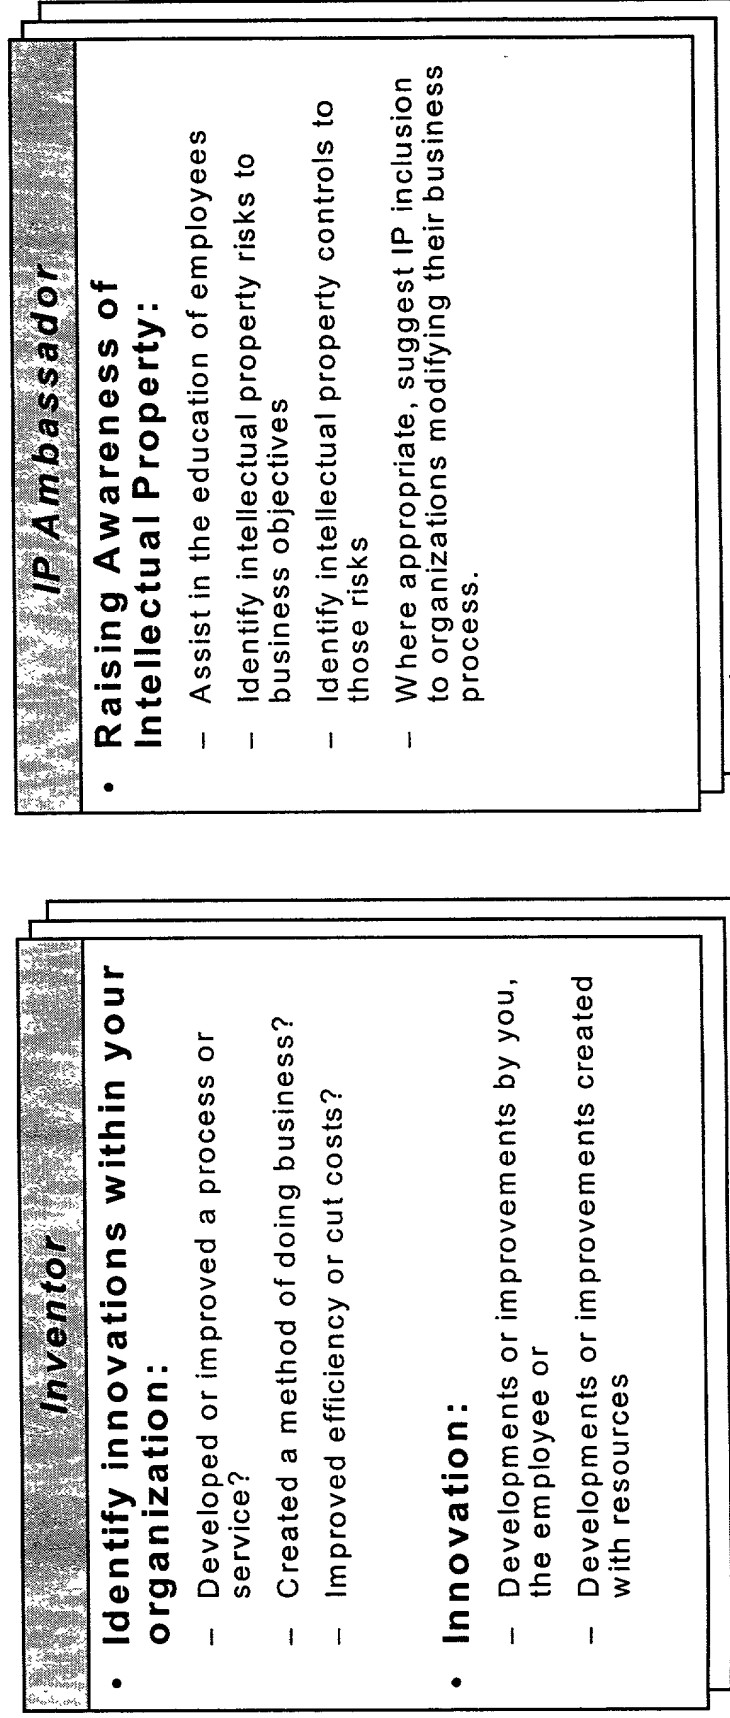 Inventor
• Identify innovations within your
organization:
– Developed or improved a process or
service?
– Created a method of doing business?
– Improved efficiency or cut costs?
• Innovation:
– Developments or improvements by you,
the employee or
– Developments or improvements created
with resources
IP Ambassador
• Raising Awareness of
Intellectual Property:
– Assist in the education of employees
– Identify intellectual property risks to
business objectives
– Identify intellectual property controls to
those risks
– Where appropriate, suggest IP inclusion
to organizations modifying their business
process.